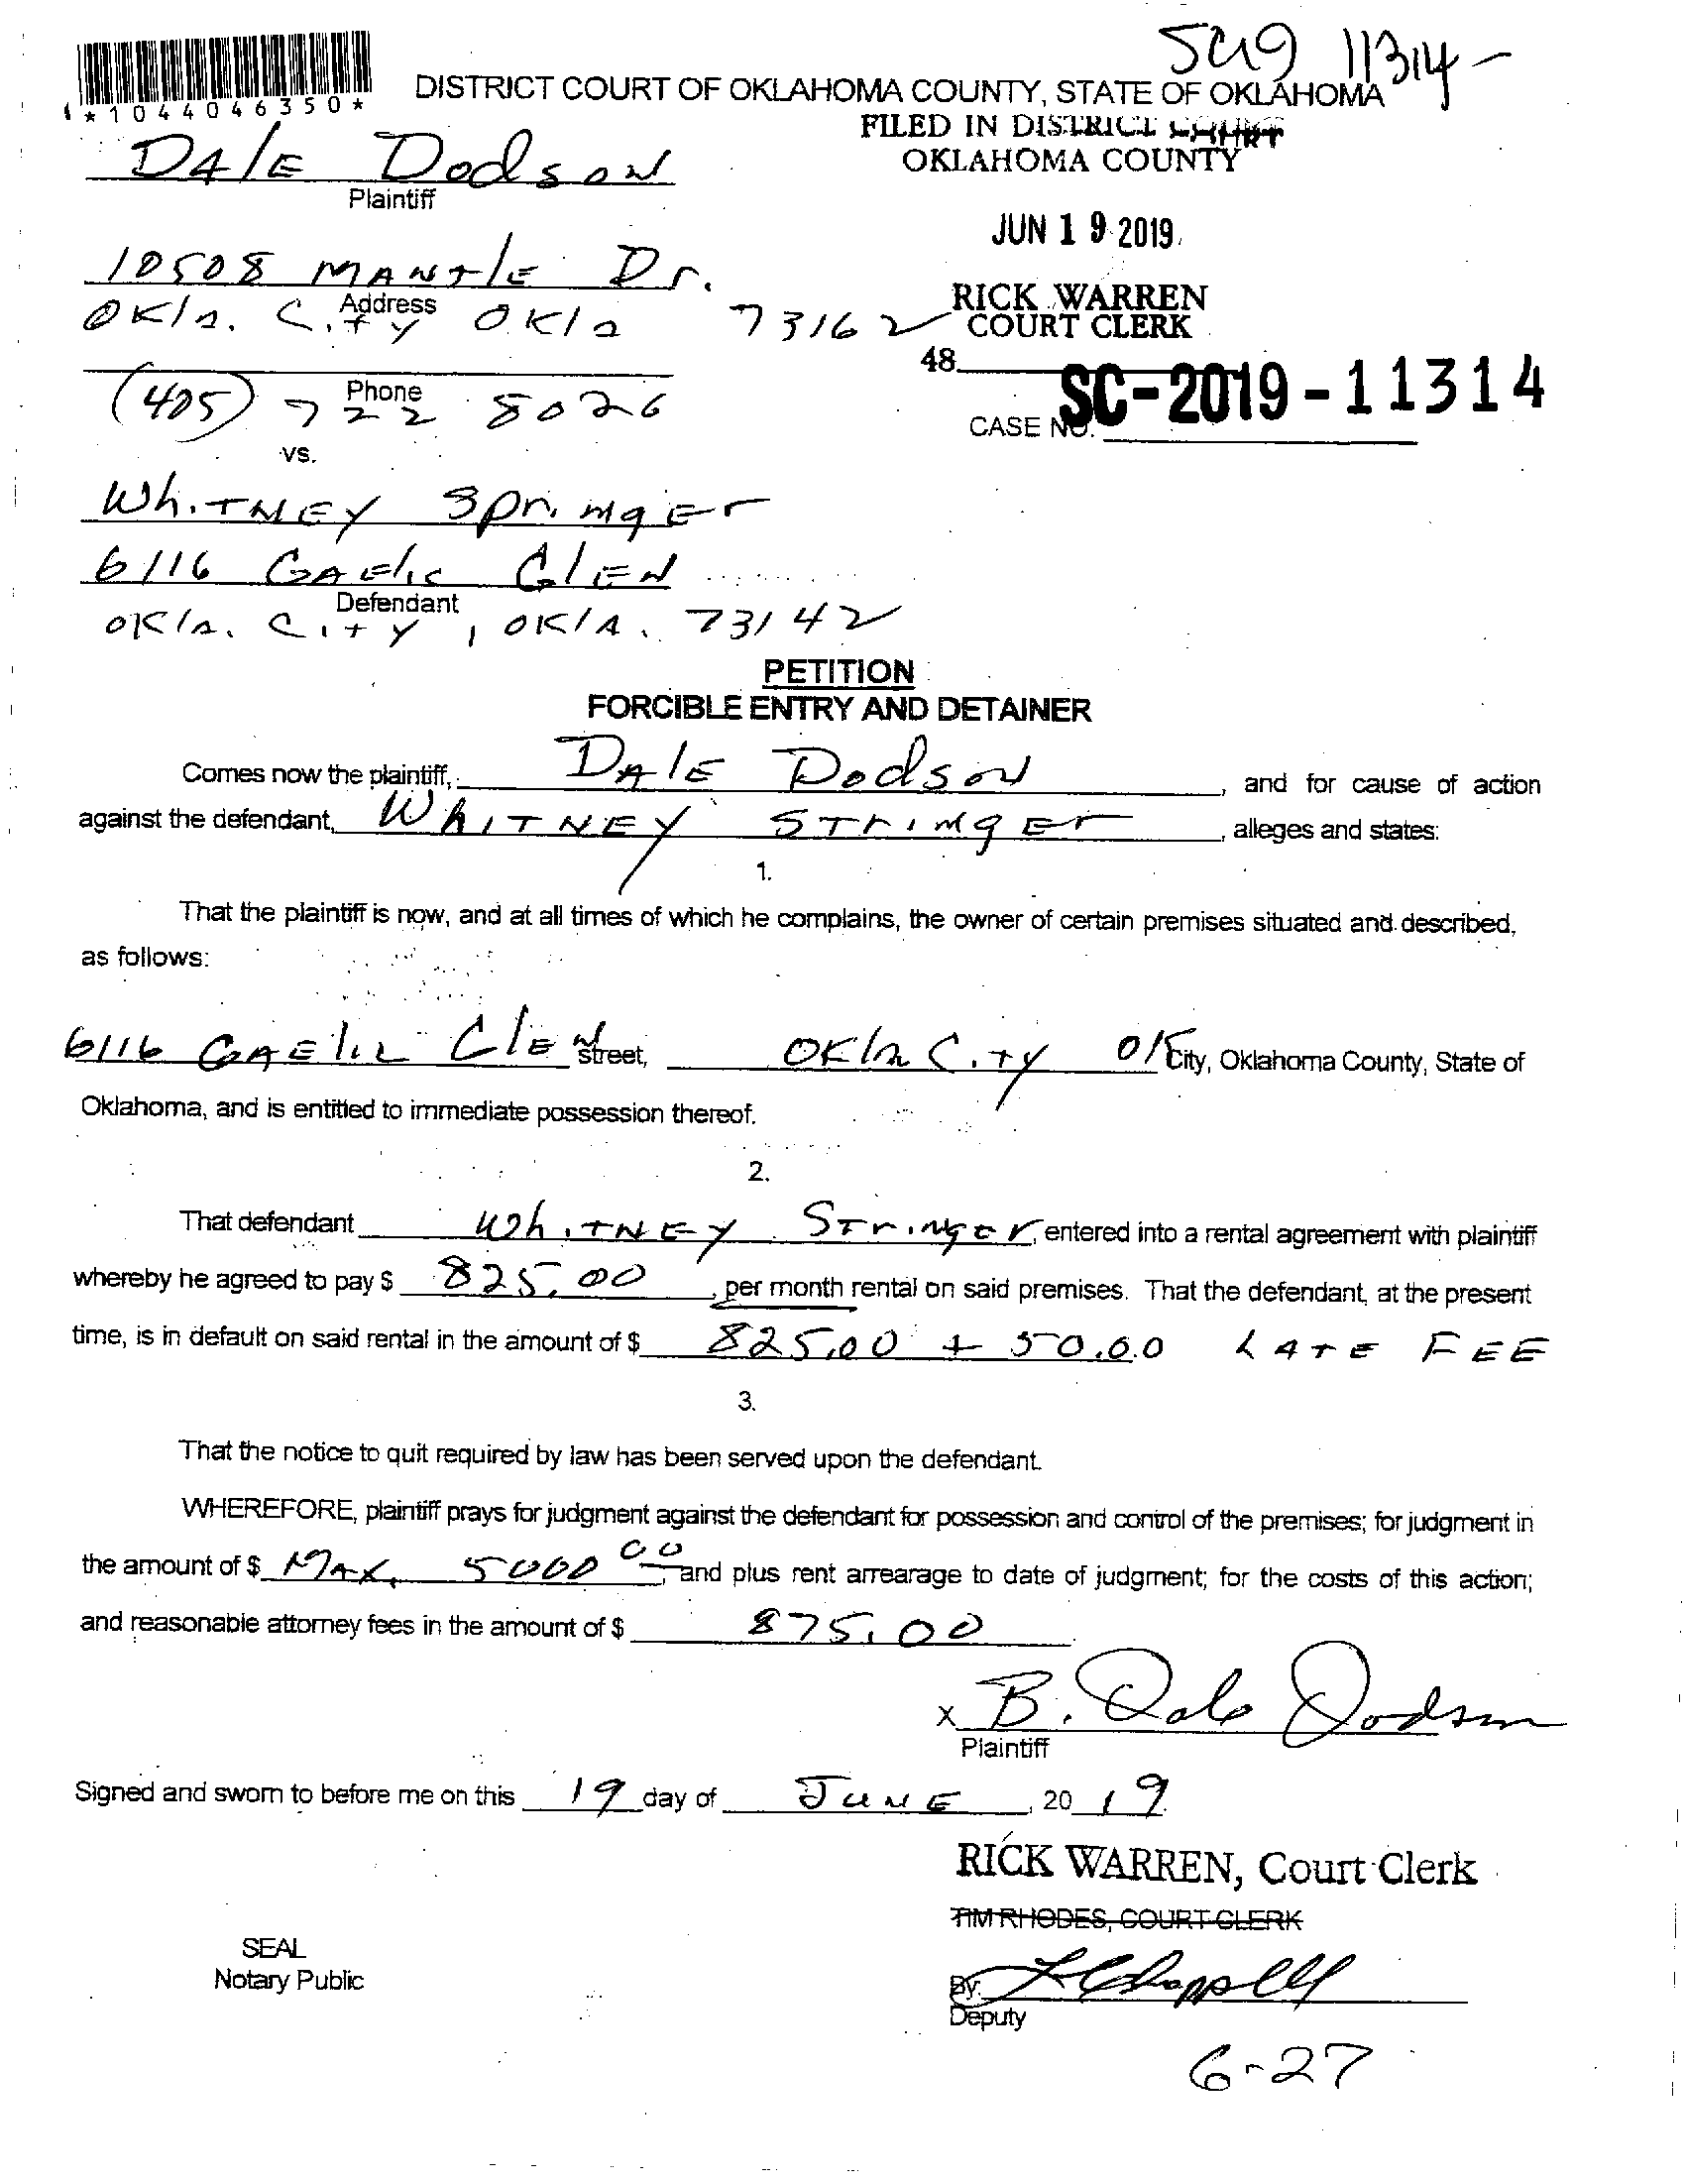 SC19 11314-
*1044046350*
DISTRICT COURT OF OKLAHOMA COUNTY, STATE OF OKLAHOMA
FILED IN DISTRICT COURT
OKLAHOMA COUNTY
DALE Dodson
Plaintiff
JUN 19 2019
10508 MANTLE Dr.
Address
RICK WARREN
OKla. City OKla 73162
COURT CLERK
48
SC-2019-11314
Phone
(405) 722 8026
CASE NO.
vs.
WhiTNEY Springer
6116 GAElic GlEN
Defendant
OKla. City, OKlA. 73142
PETITION
FORCIBLE ENTRY AND DETAINER
Comes now the plaintiff, DAlE Dodson, and for cause of action
against the defendant, WhITNEY STringEr, alleges and states:
1.
That the plaintiff is now, and at all times of which he complains, the owner of certain premises situated and described,
as follows:
6116 GAElic GlEN Street, OKla City OK City, Oklahoma County, State of
Oklahoma, and is entitled to immediate possession thereof.
2.
That defendant WhiTNEY STringer, entered into a rental agreement with plaintiff
whereby he agreed to pay $ 825.00, per month rental on said premises. That the defendant, at the present
time, is in default on said rental in the amount of $ 825.00 + 50.00 LATE FEE
3.
That the notice to quit required by law has been served upon the defendant.
WHEREFORE, plaintiff prays for judgment against the defendant for possession and control of the premises; for judgment in
the amount of $ MAX. 5000 00, and plus rent arrearage to date of judgment; for the costs of this action;
and reasonable attorney fees in the amount of $ 875.00
x B. Dale Dodson
Plaintiff
Signed and sworn to before me on this 19 day of JUNE, 20 19.
RICK WARREN, Court Clerk
TIM RHODES, COURT CLERK
SEAL
Notary Public
By:
Deputy
6-27